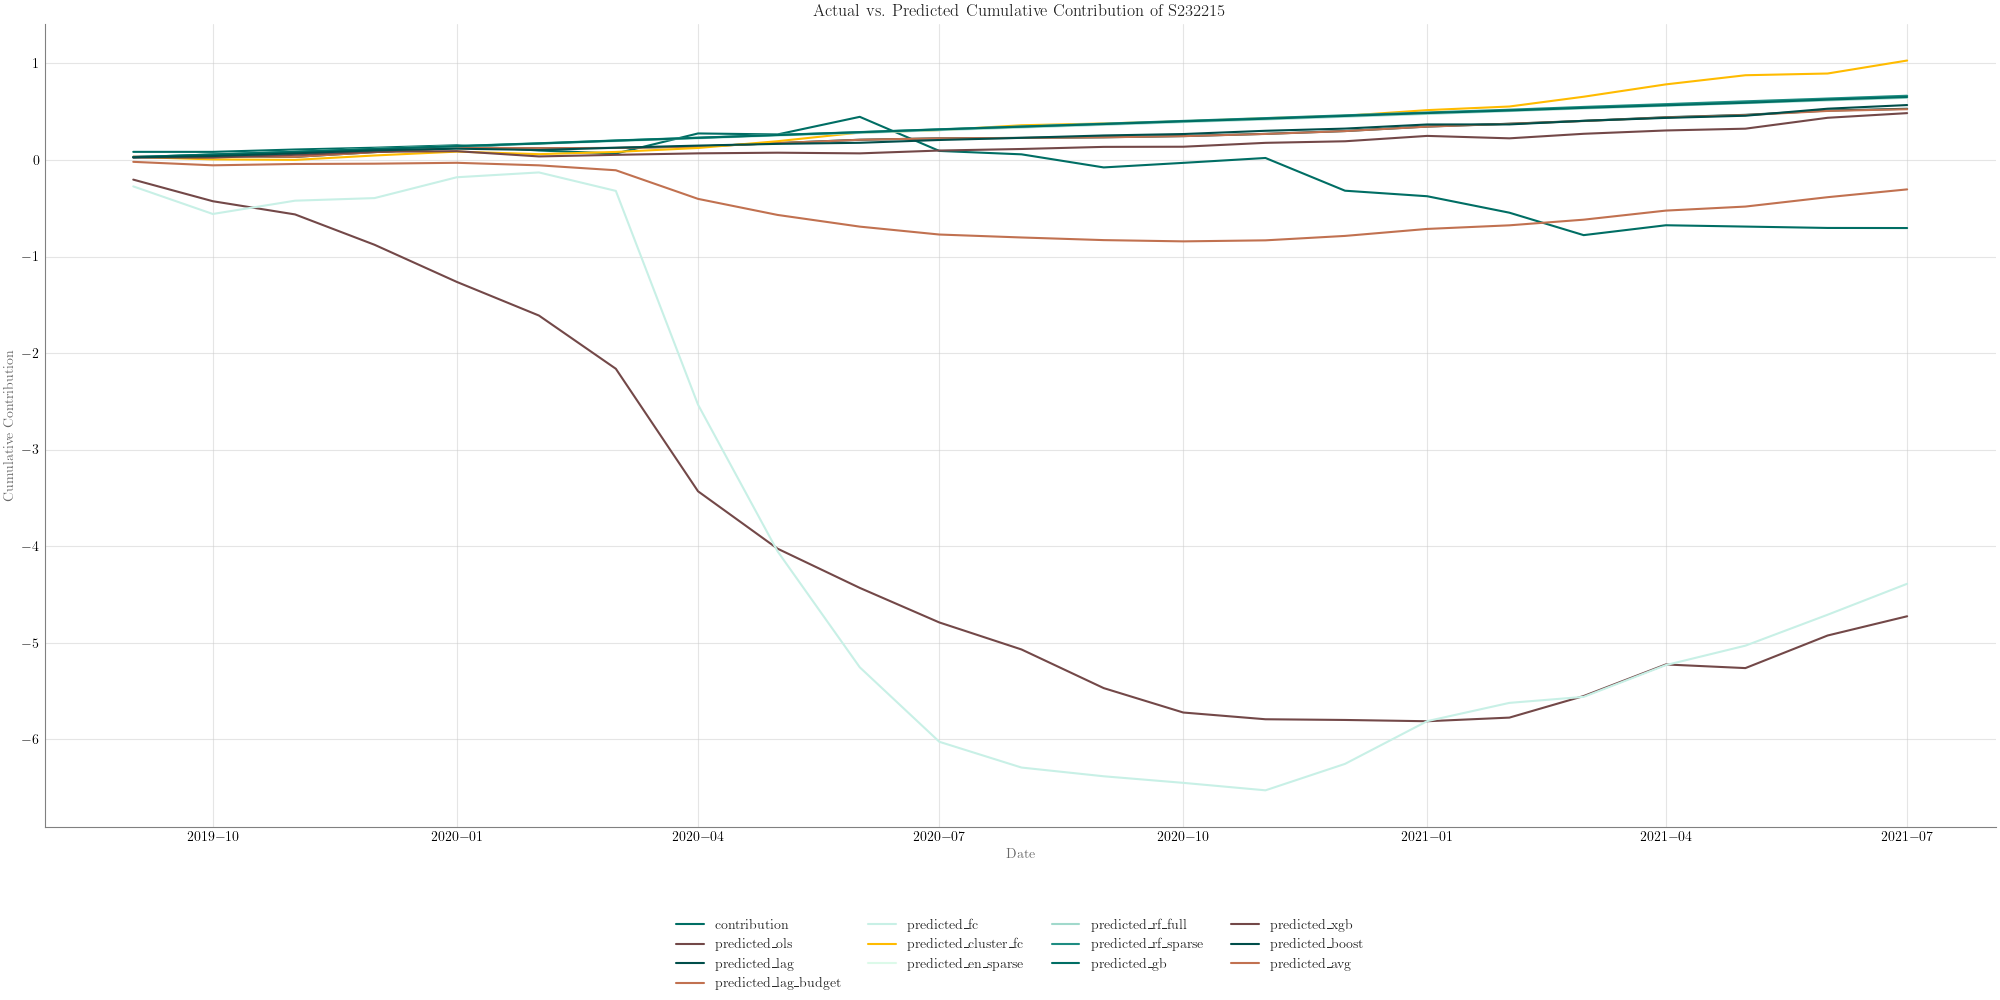 Actual vs. Predicted Cumulative Contribution of S232215
Cumulative Contribution
1
0
−1
−2
−3
−4
−5
−6
2019−10 2020−01 2020−04 2020−07 2020−10 2021−01 2021−04 2021−07
Date
contribution predicted_fc predicted_rf_full predicted_xgb
predicted_ols predicted_cluster_fc predicted_rf_sparse predicted_boost
predicted_lag predicted_en_sparse predicted_gb predicted_avg
predicted_lag_budget